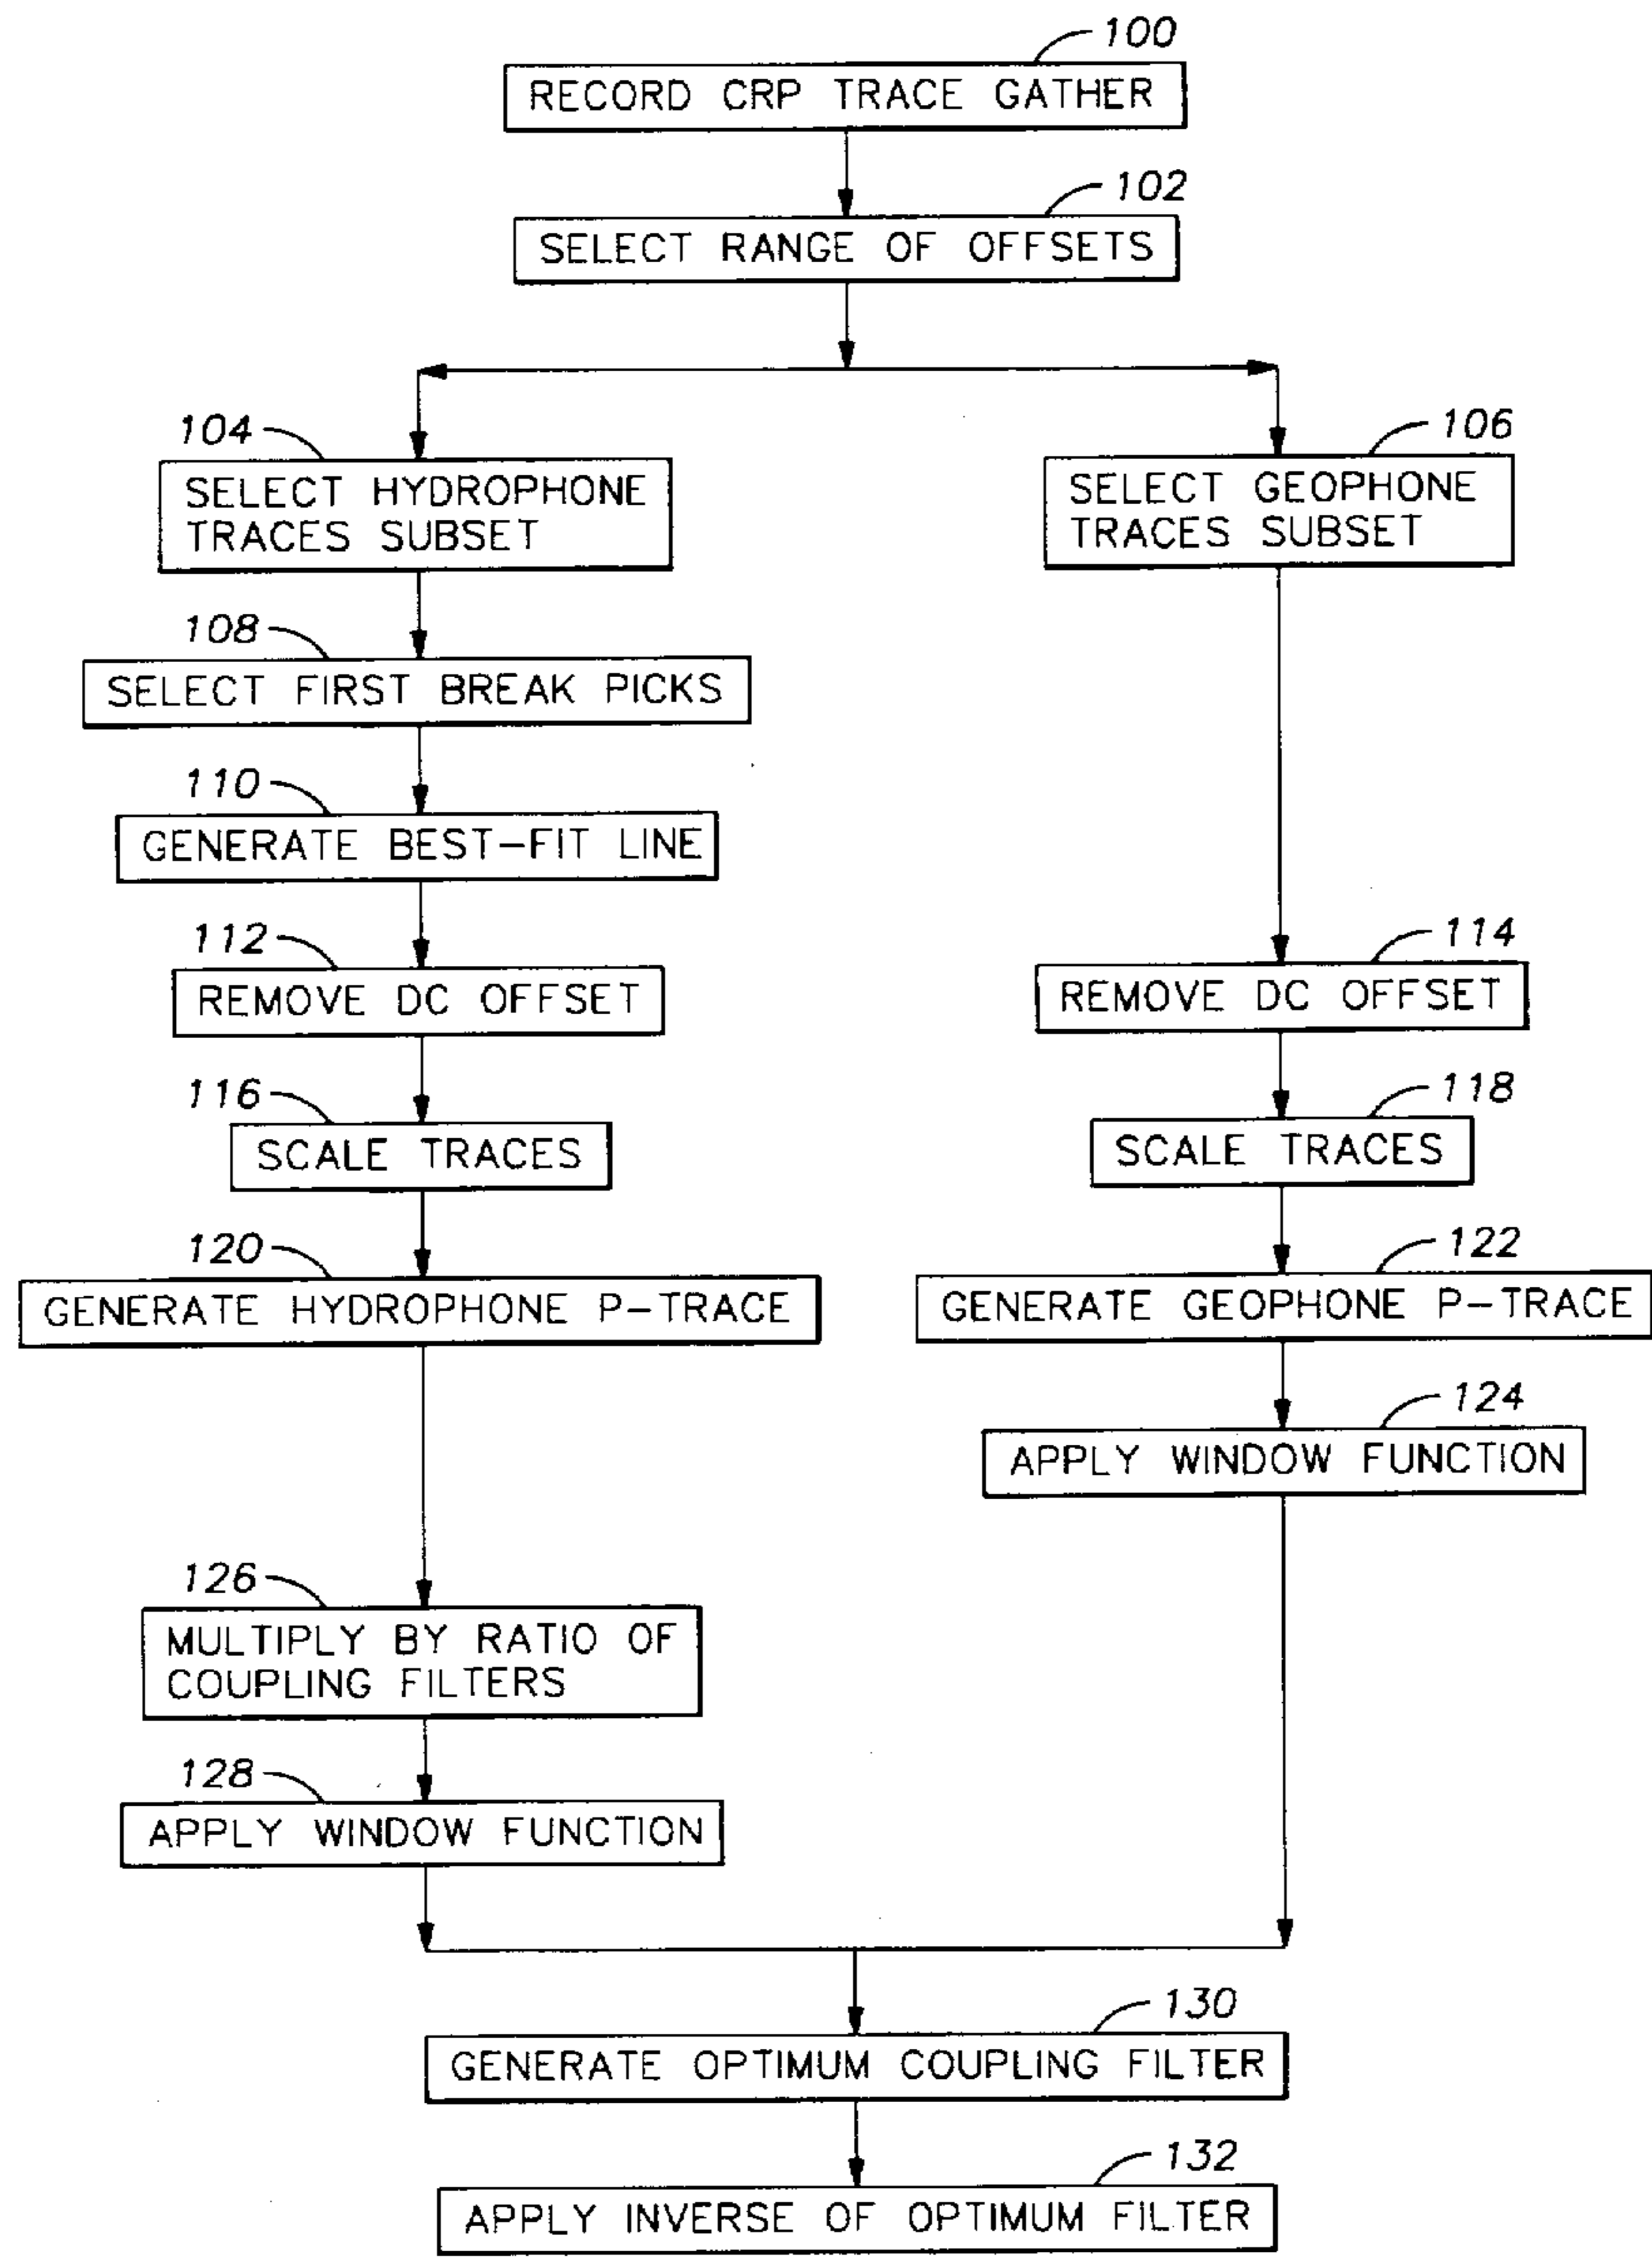 100
RECORD CRP TRACE GATHER
102
SELECT RANGE OF OFFSETS
104
SELECT HYDROPHONE
TRACES SUBSET
106
SELECT GEOPHONE
TRACES SUBSET
108
SELECT FIRST BREAK PICKS
110
GENERATE BEST-FIT LINE
112
REMOVE DC OFFSET
114
REMOVE DC OFFSET
116
SCALE TRACES
118
SCALE TRACES
120
GENERATE HYDROPHONE P-TRACE
122
GENERATE GEOPHONE P-TRACE
124
APPLY WINDOW FUNCTION
126
MULTIPLY BY RATIO OF
COUPLING FILTERS
128
APPLY WINDOW FUNCTION
130
GENERATE OPTIMUM COUPLING FILTER
132
APPLY INVERSE OF OPTIMUM FILTER